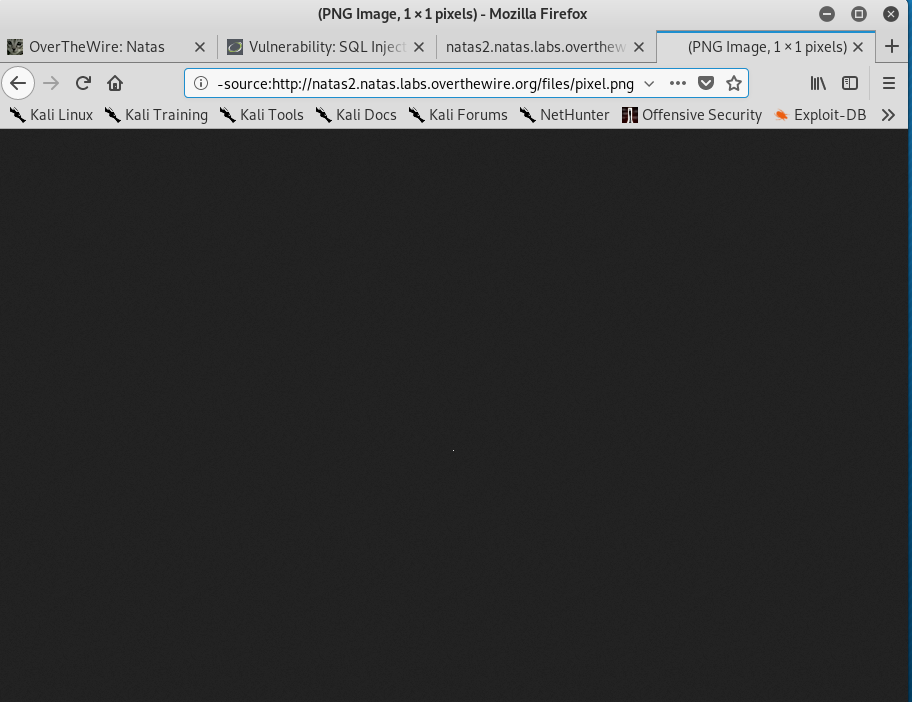 (PNG Image, 1 × 1 pixels) - Mozilla Firefox
OverTheWire: Natas Vulnerability: SQL Inject natas2.natas.labs.overthew (PNG Image, 1 × 1 pixels)
-source:http://natas2.natas.labs.overthewire.org/files/pixel.png
Kali Linux Kali Training Kali Tools Kali Docs Kali Forums NetHunter Offensive Security Exploit-DB